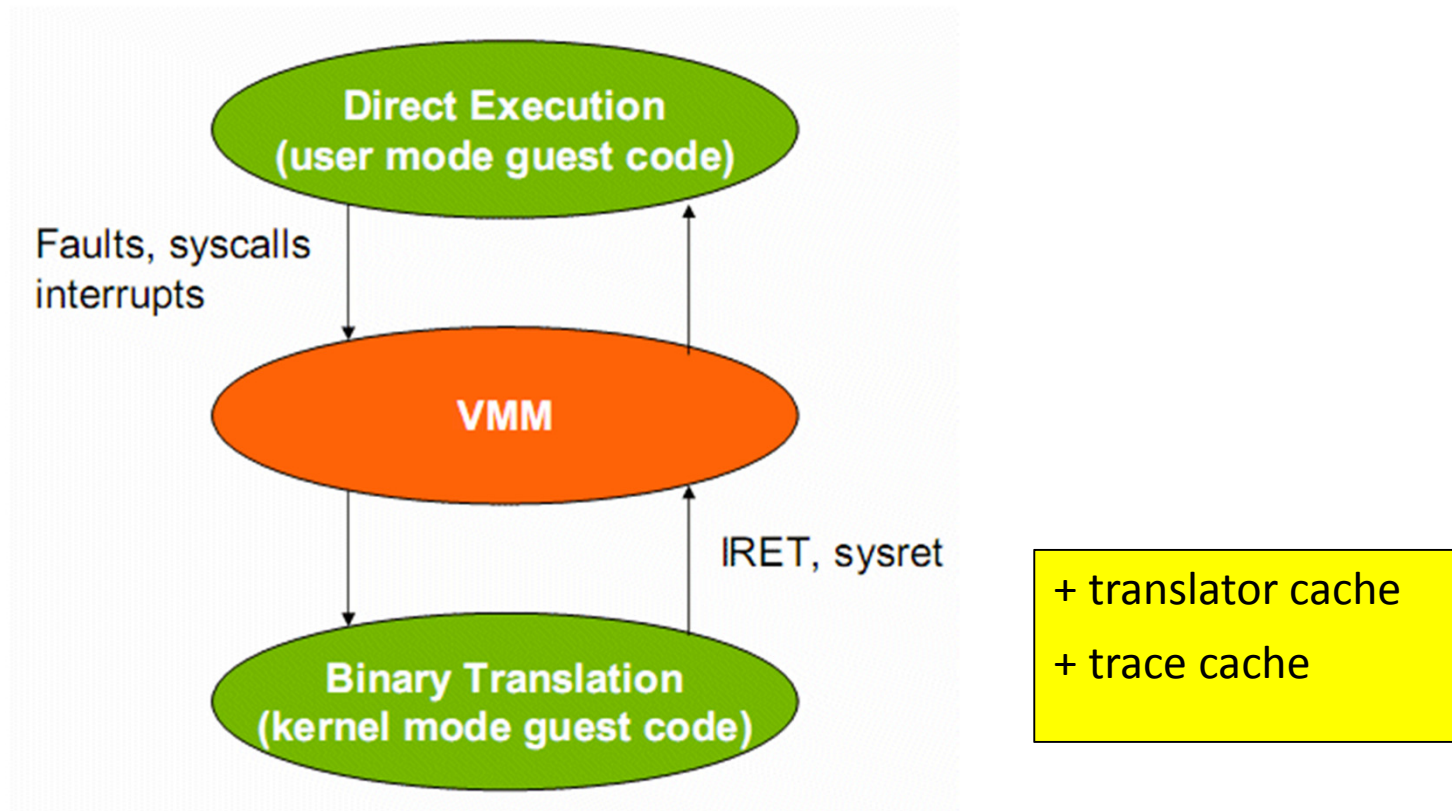 Direct Execution
(user mode guest code)
Faults, syscalls
interrupts
VMM
IRET, sysret
Binary Translation
(kernel mode guest code)
+ translator cache
+ trace cache